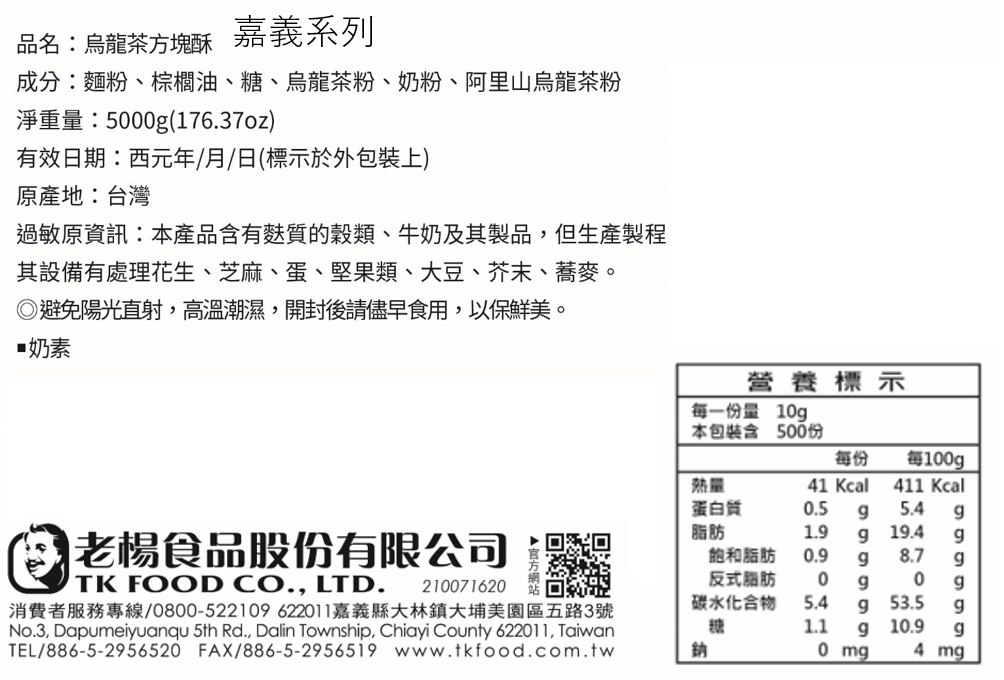 品名：烏龍茶方塊酥 嘉義系列
成分：麵粉、棕櫚油、糖、烏龍茶粉、奶粉、阿里山烏龍茶粉
淨重量：5000g(176.37oz)
有效日期：西元年/月/日(標示於外包裝上)
原產地：台灣
過敏原資訊：本產品含有麩質的穀類、牛奶及其製品，但生產製程
其設備有處理花生、芝麻、蛋、堅果類、大豆、芥末、蕎麥。
◎避免陽光直射，高溫潮濕，開封後請儘早食用，以保鮮美。
▪奶素
營養標示
每一份量 10g
本包裝含 500份
每份 每100g
熱量 41 Kcal 411 Kcal
蛋白質 0.5 g 5.4 g
脂肪 1.9 g 19.4 g
飽和脂肪 0.9 g 8.7 g
反式脂肪 0 g 0 g
碳水化合物 5.4 g 53.5 g
糖 1.1 g 10.9 g
鈉 0 mg 4 mg
老楊食品股份有限公司
TK FOOD CO., LTD. 210071620
▶官方網站
消費者服務專線/0800-522109 622011嘉義縣大林鎮大埔美園區五路3號
No.3, Dapumeiyuanqu 5th Rd., Dalin Township, Chiayi County 622011, Taiwan
TEL/886-5-2956520 FAX/886-5-2956519 www.tkfood.com.tw